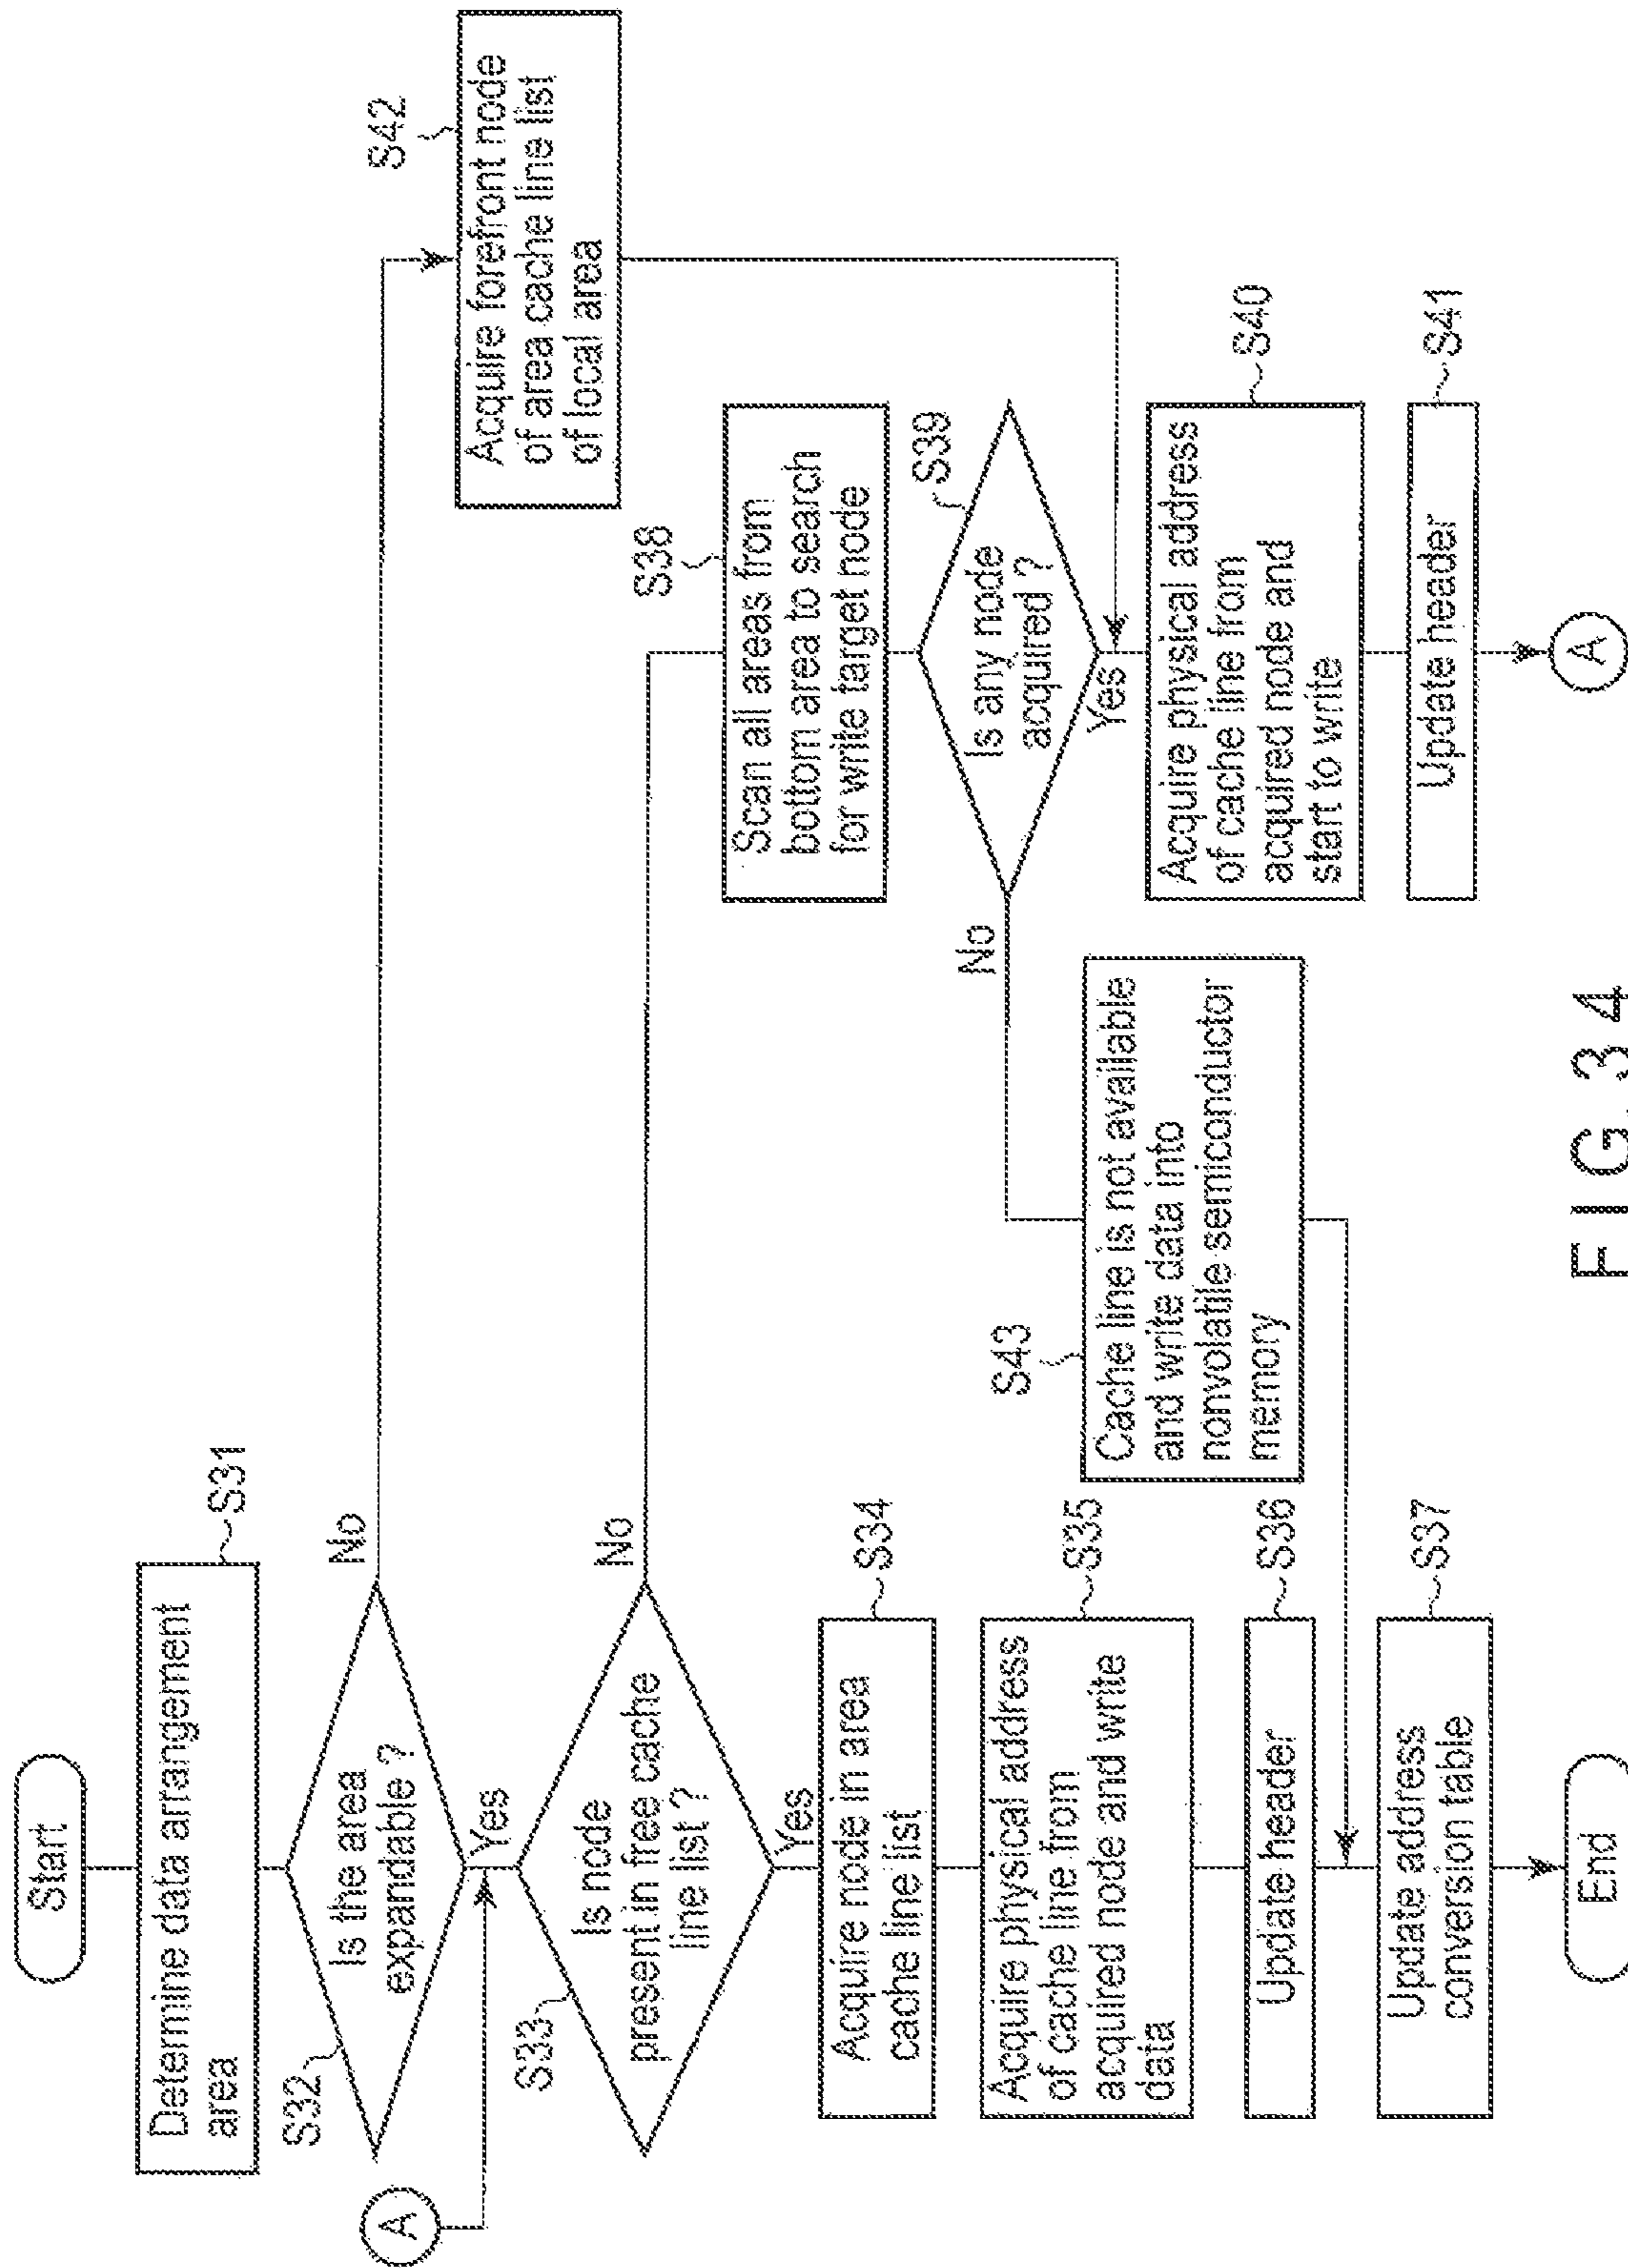 Start
Determine data arrangement
area
S31
S32
Is the area
expandable ?
No
Yes
A
S33
Is node
present in free cache
line list ?
No
Yes
Acquire node in area
cache line list
S34
Acquire physical address
of cache line from
acquired node and write
data
S35
Update header
S36
Update address
conversion table
S37
End
S43
Cache line is not available
and write data into
nonvolatile semiconductor
memory
S38
Scan all areas from
bottom area to search
for write target node
S39
Is any node
acquired ?
No
Yes
S40
Acquire physical address
of cache line from
acquired node and
start to write
S41
Update header
A
S42
Acquire forefront node
of area cache line list
of local area
FIG. 34